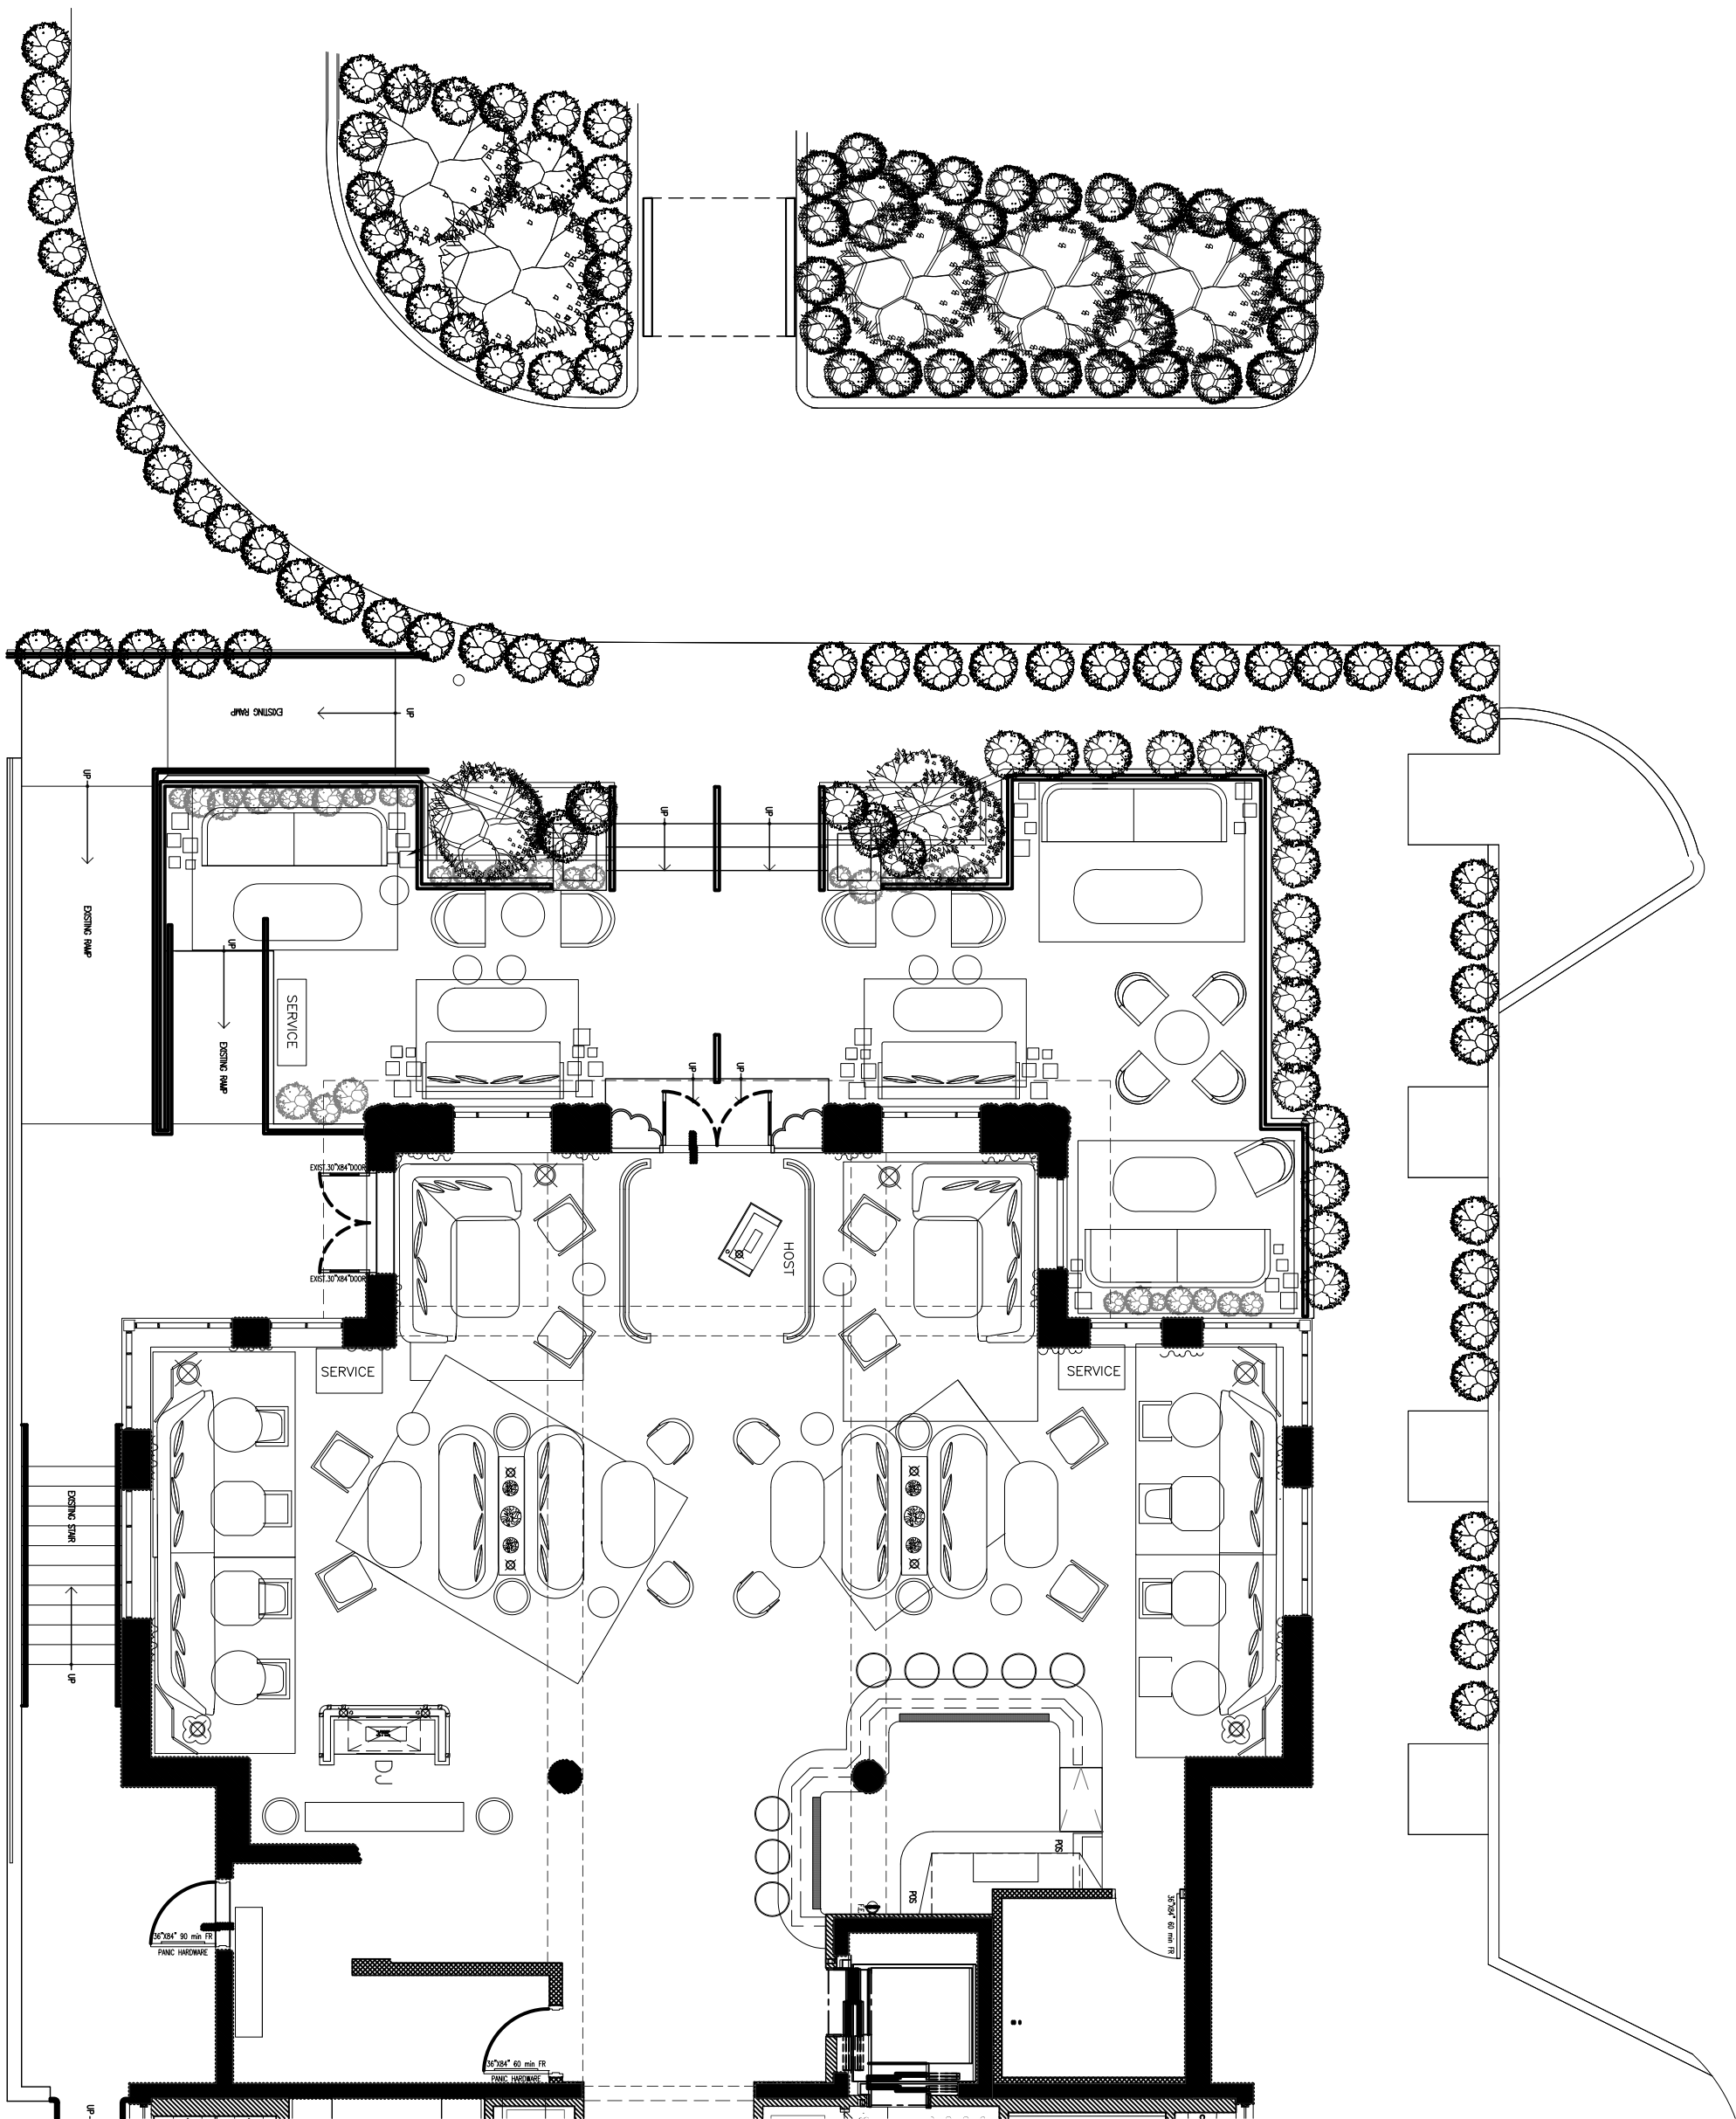 EXISTING RAMP
UP
UP
EXISTING RAMP
UP
UP
UP
EXISTING RAMP
SERVICE
UP
UP
EXIST.30"X84"DOOR
EXIST.30"X84"DOOR
HOST
SERVICE
SERVICE
EXISTING STAIR
UP
DJ
POS
POS
FE
36"X84" 90 min FR
PANIC HARDWARE
36"X84" 60 min FR
36"X84" 60 min FR
PANIC HARDWARE
UP